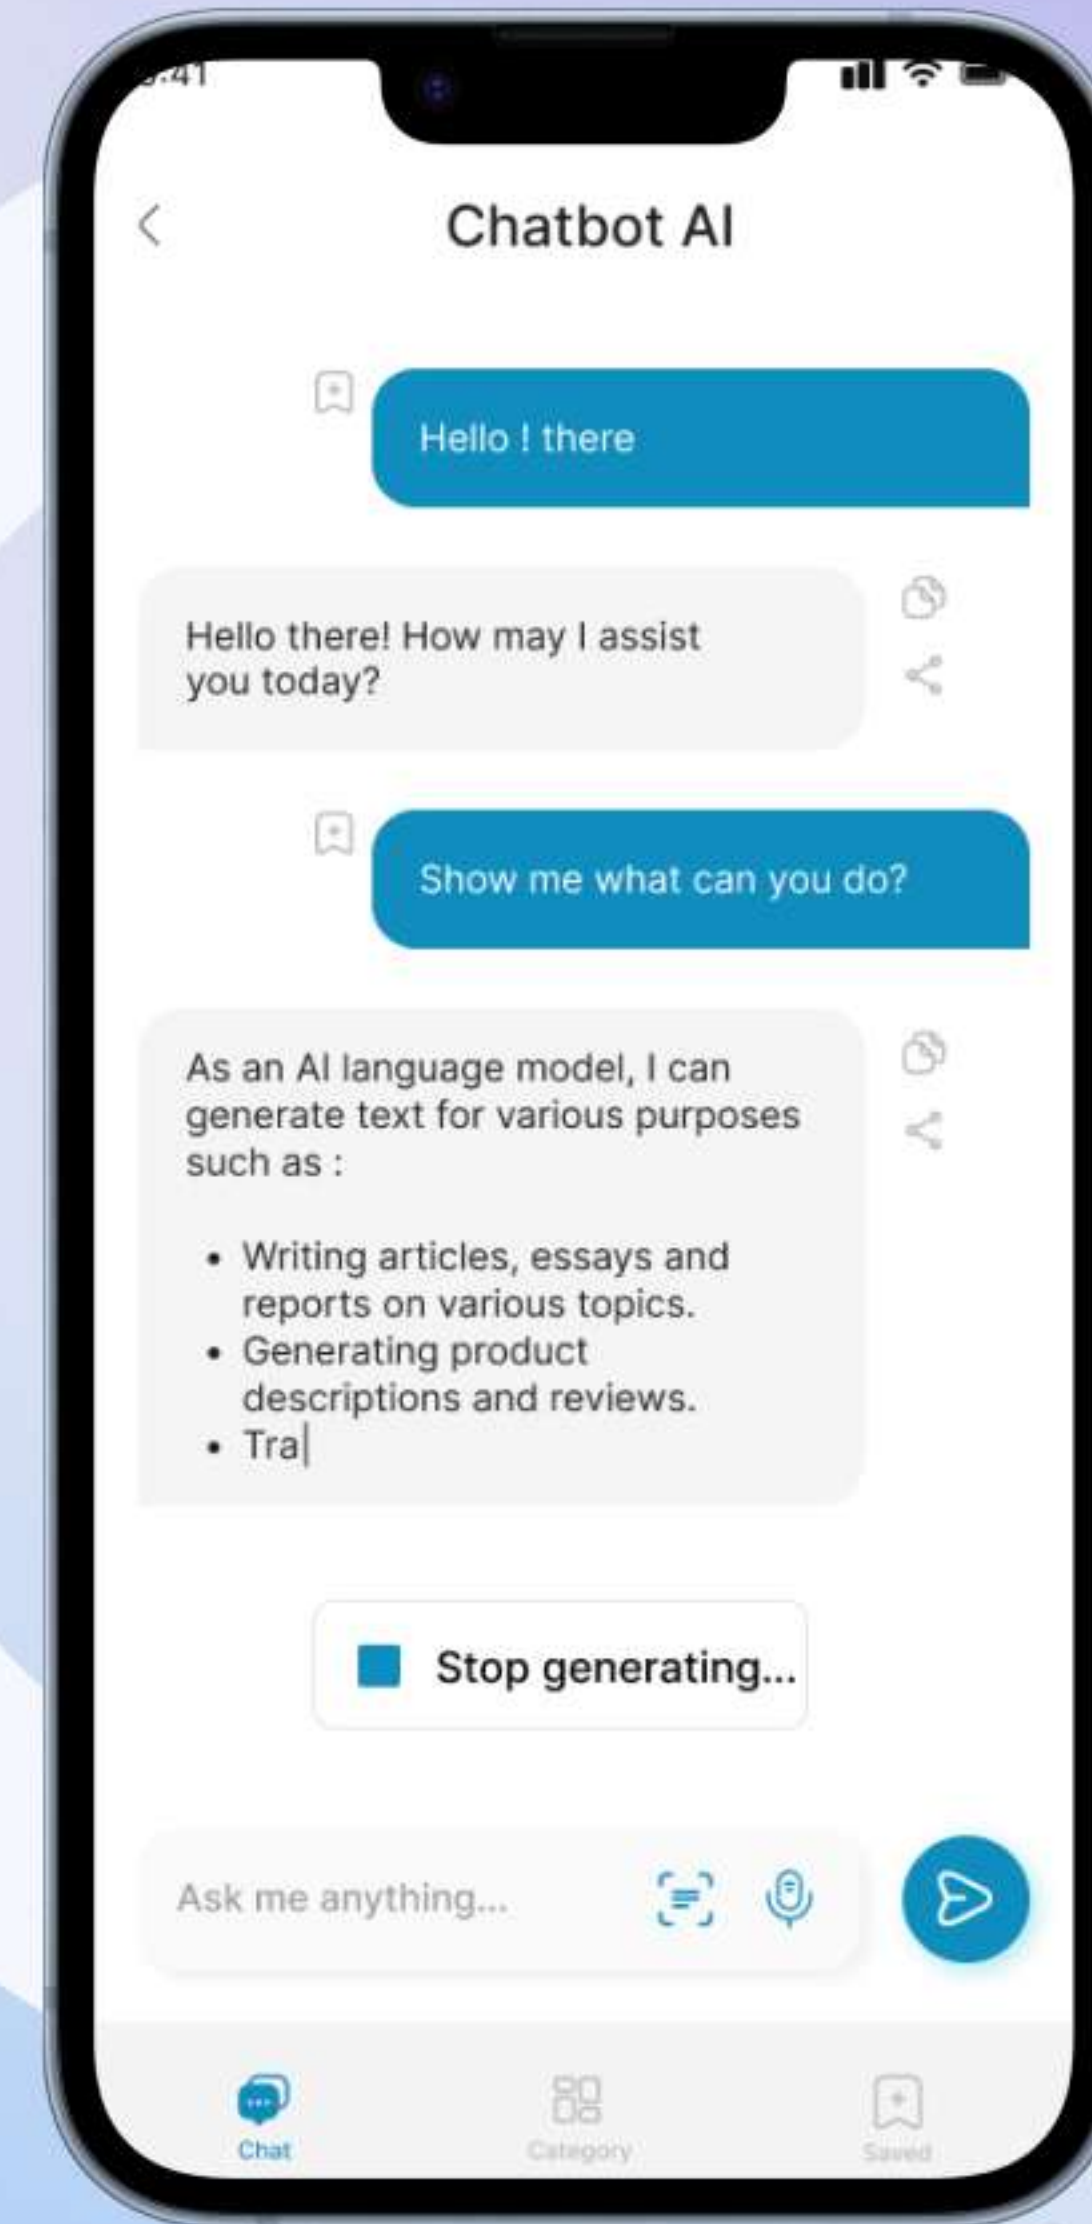 Chatbot AI
Hello ! there
Hello there! How may I assist
you today?
Show me what can you do?
As an AI language model, I can
generate text for various purposes
such as :
• Writing articles, essays and
reports on various topics.
• Generating product
descriptions and reviews.
• Tra
Stop generating...
Ask me anything...
Chat
Category
Saved